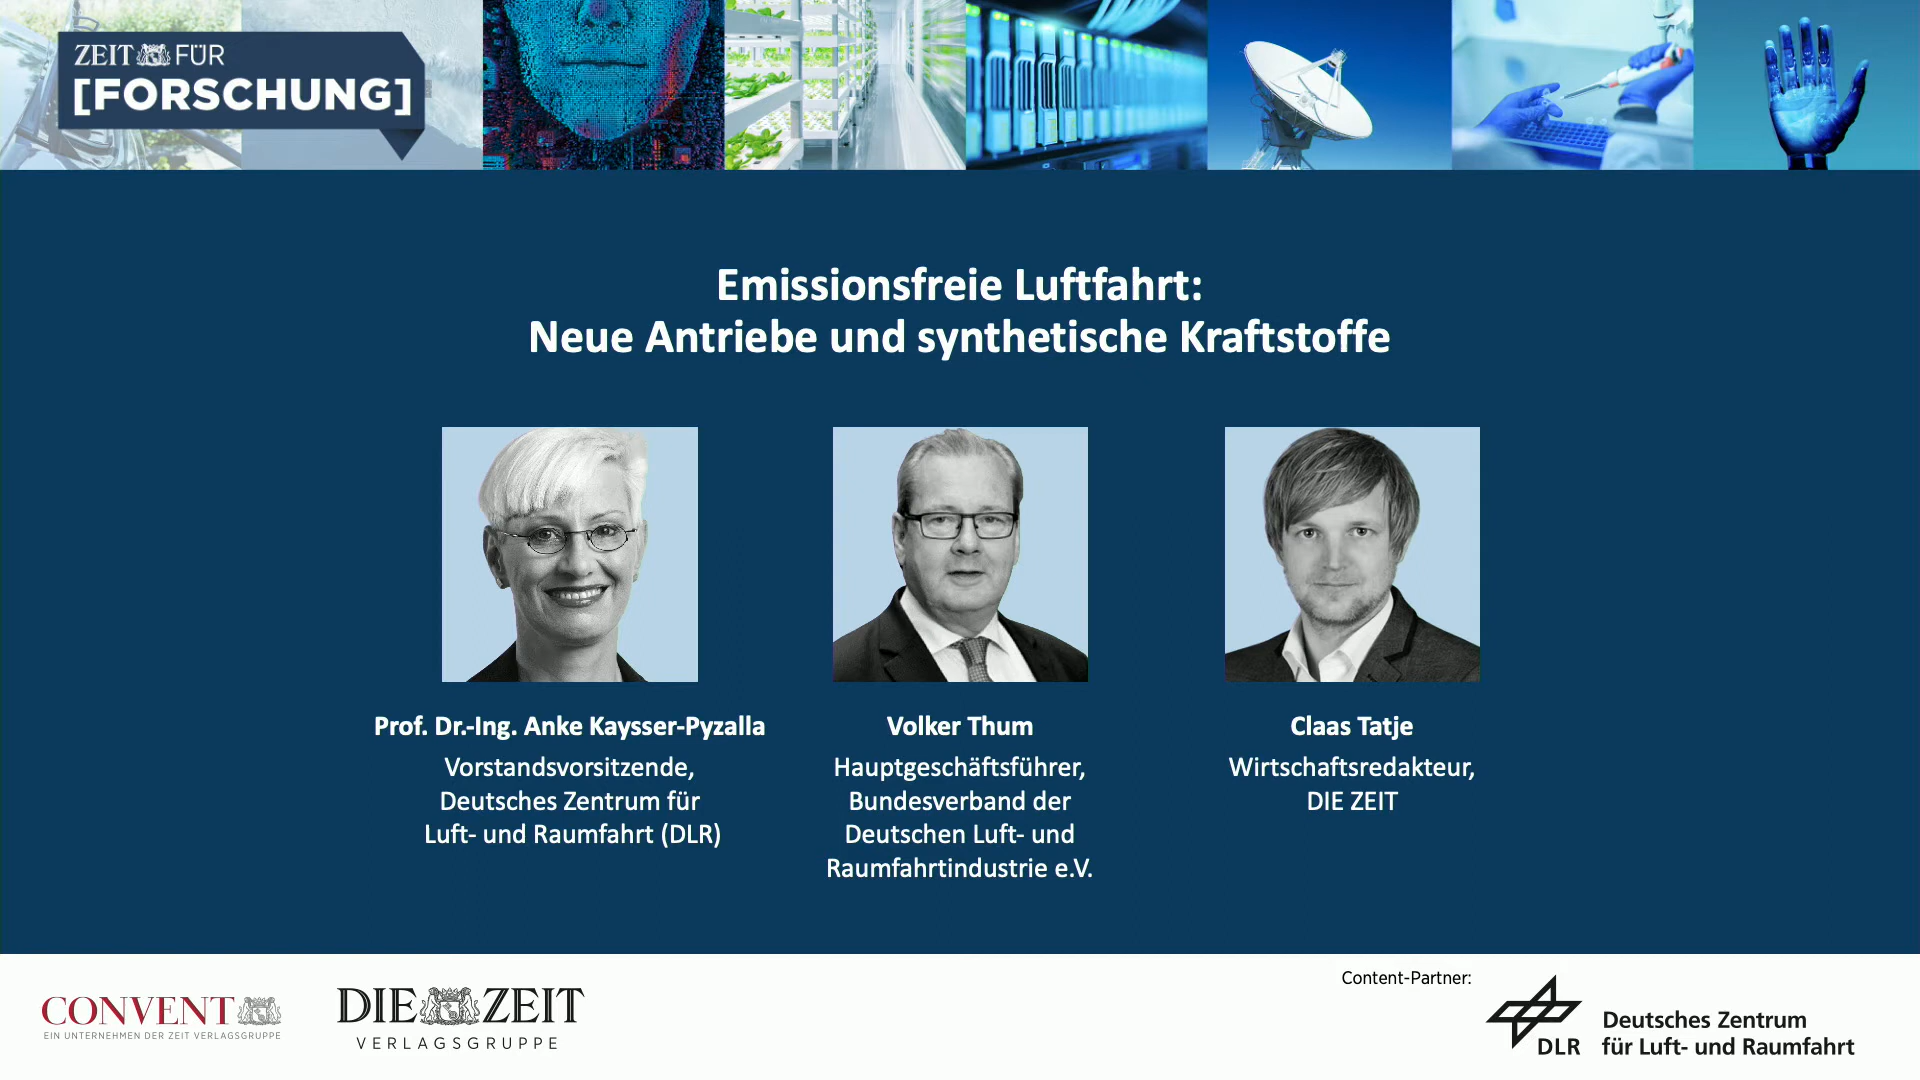 ZEIT FÜR
[FORSCHUNG]
Emissionsfreie Luftfahrt:
Neue Antriebe und synthetische Kraftstoffe
Prof. Dr.-Ing. Anke Kaysser-Pyzalla
Vorstandsvorsitzende,
Deutsches Zentrum für
Luft- und Raumfahrt (DLR)
Volker Thum
Hauptgeschäftsführer,
Bundesverband der
Deutschen Luft- und
Raumfahrtindustrie e.V.
Claas Tatje
Wirtschaftsredakteur,
DIE ZEIT
CONVENT
EIN UNTERNEHMEN DER ZEIT VERLAGSGRUPPE
DIE ZEIT
VERLAGSGRUPPE
Content-Partner:
DLR
Deutsches Zentrum
für Luft- und Raumfahrt